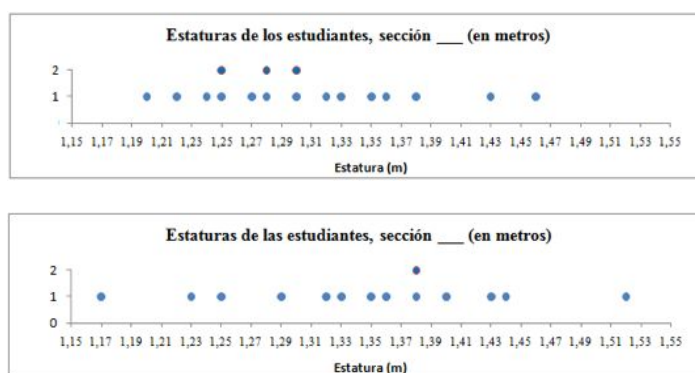 Estaturas de los estudiantes, sección ___ (en metros)
2
1
1,15 1,17 1,19 1,21 1,23 1,25 1,27 1,29 1,31 1,33 1,35 1,37 1,39 1,41 1,43 1,45 1,47 1,49 1,51 1,53 1,55
Estatura (m)
Estaturas de las estudiantes, sección ___ (en metros)
2
1
0
1,15 1,17 1,19 1,21 1,23 1,25 1,27 1,29 1,31 1,33 1,35 1,37 1,39 1,41 1,43 1,45 1,47 1,49 1,51 1,53 1,55
Estatura (m)